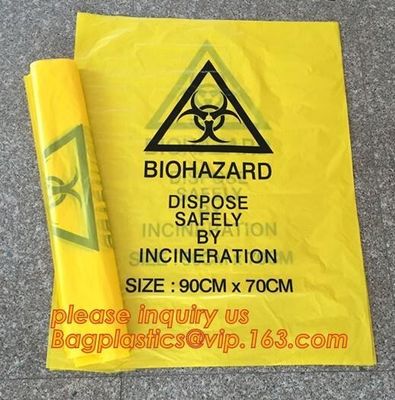 BIOHAZARD
DISPOSE
SAFELY
BY
INCINERATION
SIZE : 90CM x 70CM
please inquiry us
Bagplastics@vip.163.com